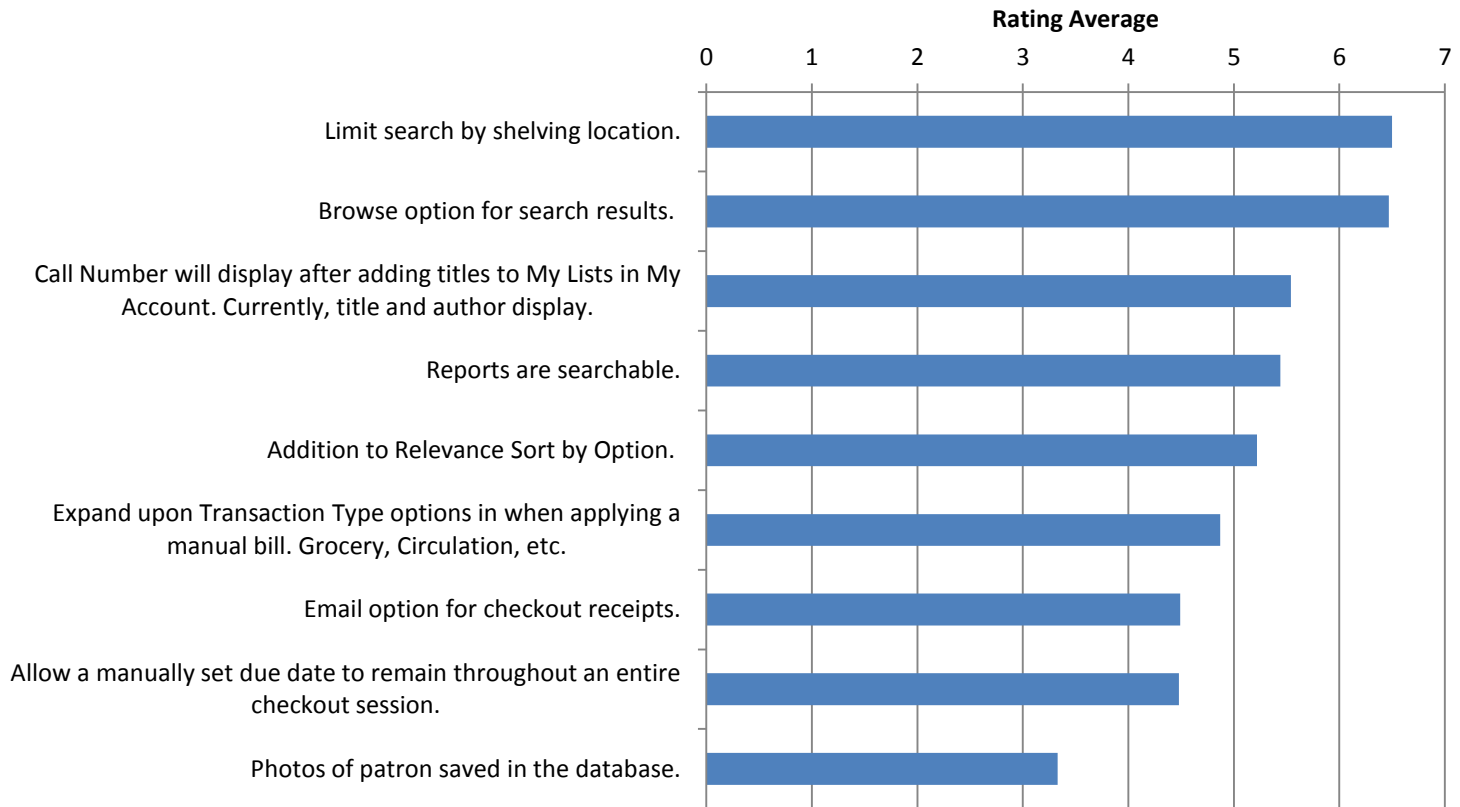 Rating Average
0 1 2 3 4 5 6 7
Limit search by shelving location.
Browse option for search results.
Call Number will display after adding titles to My Lists in My
Account. Currently, title and author display.
Reports are searchable.
Addition to Relevance Sort by Option.
Expand upon Transaction Type options in when applying a
manual bill. Grocery, Circulation, etc.
Email option for checkout receipts.
Allow a manually set due date to remain throughout an entire
checkout session.
Photos of patron saved in the database.